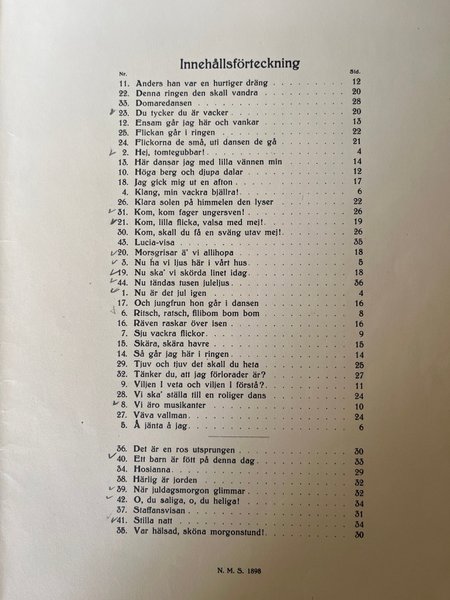 Innehållsförteckning
Nr. Sid.
11. Anders han var en hurtiger dräng 12
22. Denna ringen den skall vandra 20
33. Domaredansen 28
23. Du tycker du är vacker 20
12. Ensam går jag här och vankar 13
25. Flickan går i ringen 22
24. Flickorna de små, uti dansen de gå 21
2. Hej, tomtegubbar! 4
13. Här dansar jag med lilla vännen min 14
10. Höga berg och djupa dalar 12
18. Jag gick mig ut en afton 17
4. Klang, min vackra bjällra! 6
26. Klara solen på himmelen den lyser 22
31. Kom, kom fager ungersven! 26
21. Kom, lilla flicka, valsa med mej! 19
30. Kom, skall du få en sväng utav mej! 26
43. Lucia-visa 35
20. Morsgrisar ä' vi allihopa 18
3. Nu ha vi ljus här i vårt hus 5
19. Nu ska' vi skörda linet idag 18
44. Nu tändas tusen juleljus 36
1. Nu är det jul igen 4
17. Och jungfrun hon går i dansen 16
6. Ritsch, ratsch, filibom bom bom 8
16. Räven raskar över isen 16
7. Sju vackra flickor 9
15. Skära, skära havre 15
14. Så går jag här i ringen 14
29. Tjuv och tjuv det skall du heta 25
32. Tänker du, att jag förlorader är? 27
9. Viljen I veta och viljen I förstå? 11
28. Vi ska' ställa till en roliger dans 24
8. Vi äro musikanter 10
27. Väva vallman 24
5. Å jänta å jag 6
36. Det är en ros utsprungen 30
40. Ett barn är fött på denna dag 33
34. Hosianna 29
38. Härlig är jorden 32
39. När juldagsmorgon glimmar 32
42. O, du saliga, o, du heliga! 34
37. Staffansvisan 31
41. Stilla natt 34
35. Var hälsad, sköna morgonstund! 30
N. M. S. 1898